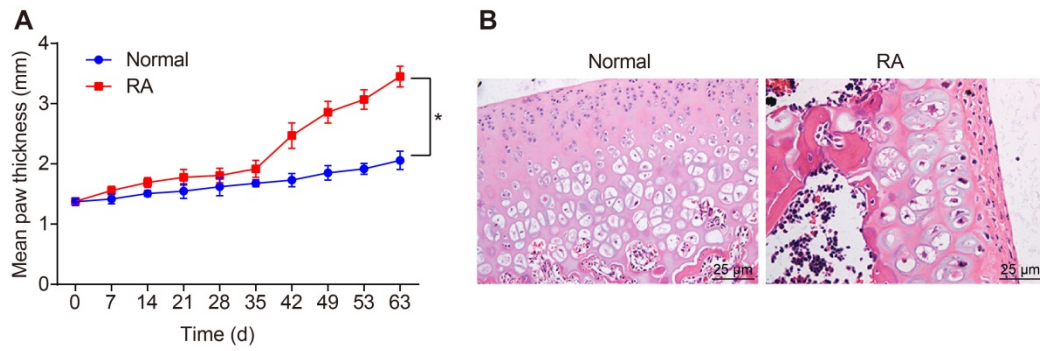 A
Mean paw thickness (mm)
4
3
2
1
0
Normal
RA
*
0 7 14 21 28 35 42 49 53 63
Time (d)
B
Normal
RA
25 μm
25 μm